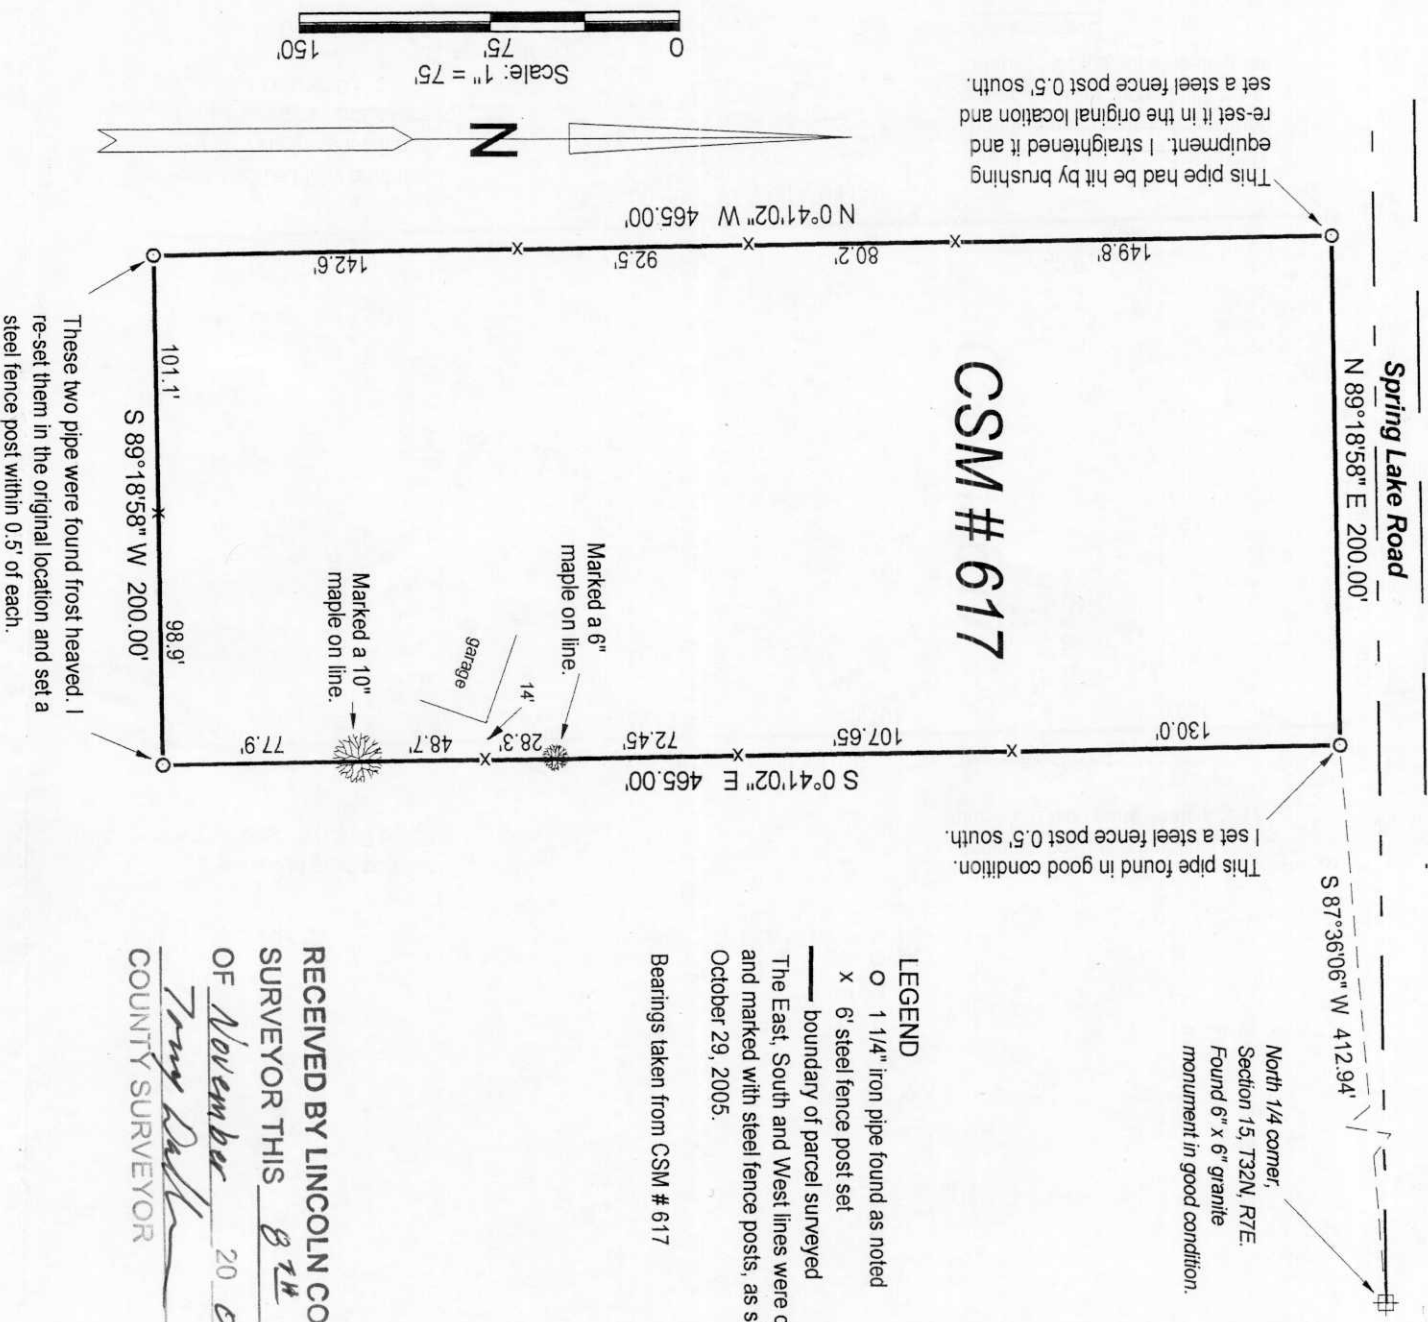 Spring Lake Road
N 89°18'58" E 200.00'
S 87°36'06" W 412.94'
North 1/4 corner,
Section 15, T32N, R7E.
Found 6" x 6" granite
monument in good condition.
This pipe had be hit by brushing
equipment. I straightened it and
re-set it in the original location and
set a steel fence post 0.5' south.
This pipe found in good condition.
I set a steel fence post 0.5' south.
N 0°41'02" W 465.00'
149.8'
80.2'
92.5'
142.6'
CSM # 617
130.0'
107.65'
72.45'
28.3'
48.7'
77.9'
S 0°41'02" E 465.00'
Marked a 6"
maple on line.
14'
garage
Marked a 10"
maple on line.
101.1'
98.9'
S 89°18'58" W 200.00'
These two pipe were found frost heaved. I
re-set them in the original location and set a
steel fence post within 0.5' of each.
N
Scale: 1" = 75'
0
75'
150'
LEGEND
O 1 1/4" iron pipe found as noted
X 6' steel fence post set
boundary of parcel surveyed
The East, South and West lines were
and marked with steel fence posts, as
October 29, 2005.
Bearings taken from CSM # 617
RECEIVED BY LINCOLN CO
SURVEYOR THIS 8TH
OF November 20
COUNTY SURVEYOR